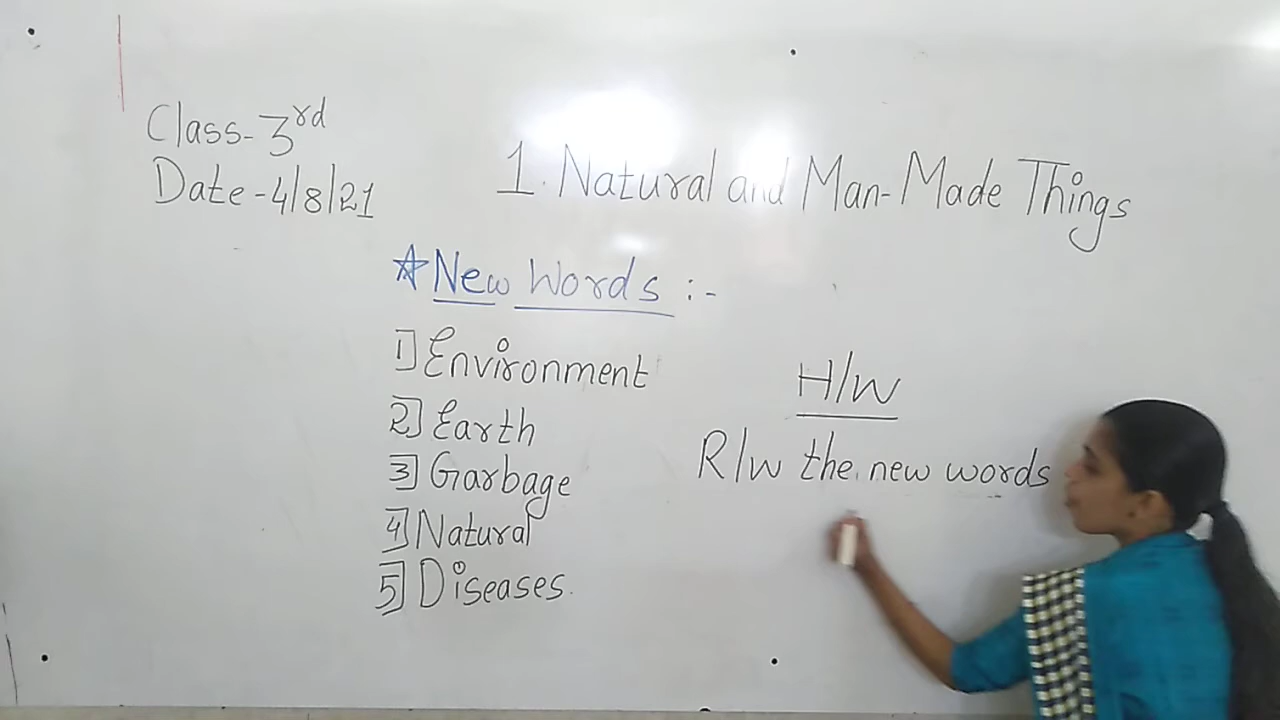 Class-3rd
Date-4/8/21
1. Natural and Man-Made Things
☆New Words :-
1] Environment
2] Earth
3] Garbage
4] Natural
5] Diseases.
H/W
R/W the new words